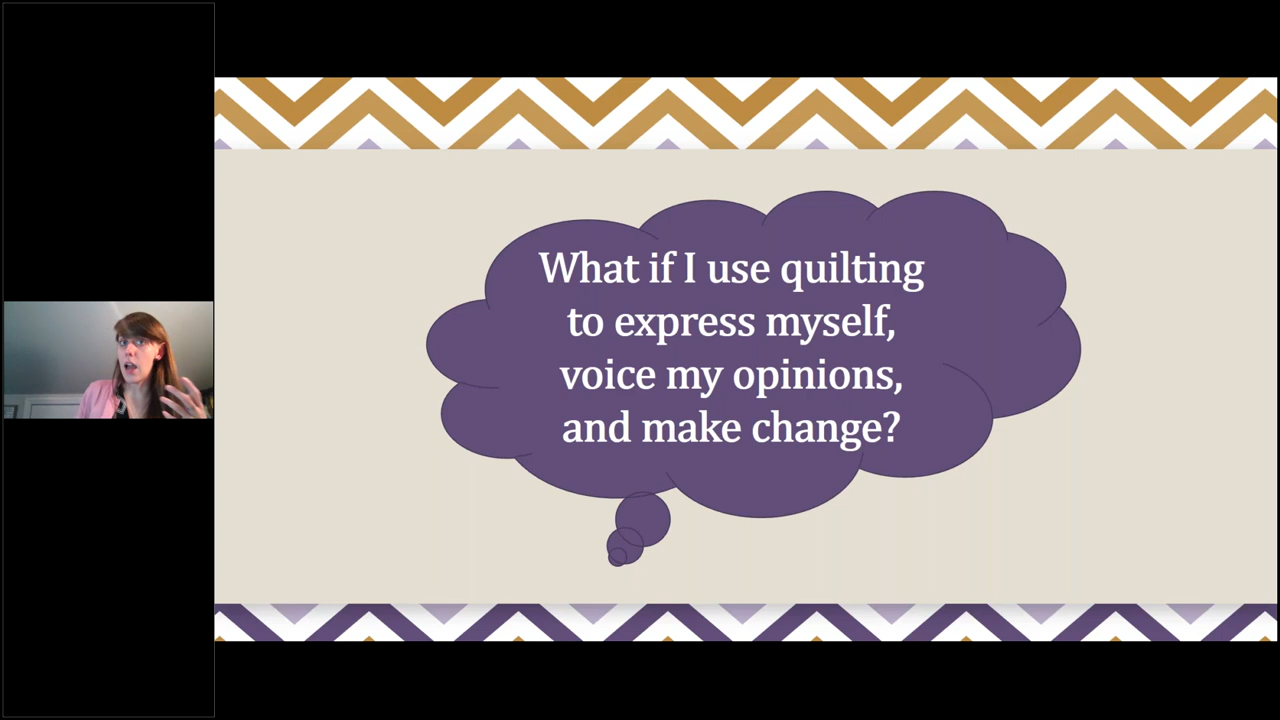 What if I use quilting
to express myself,
voice my opinions,
and make change?